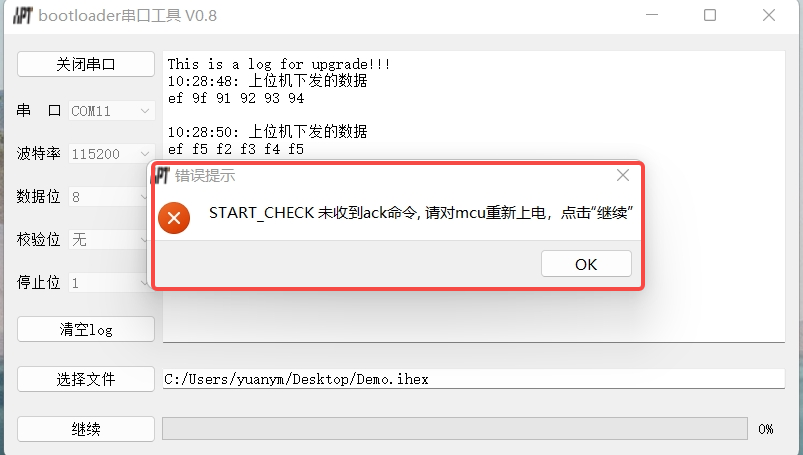 APT bootloader串口工具 V0.8
关闭串口
串 口 COM11
波特率 115200
数据位 8
校验位 无
停止位 1
清空log
This is a log for upgrade!!!
10:28:48: 上位机下发的数据
ef 9f 91 92 93 94
10:28:50: 上位机下发的数据
ef f5 f2 f3 f4 f5
APT 错误提示
START_CHECK 未收到ack命令, 请对mcu重新上电，点击“继续”
OK
选择文件 C:/Users/yuanym/Desktop/Demo.ihex
继续 0%